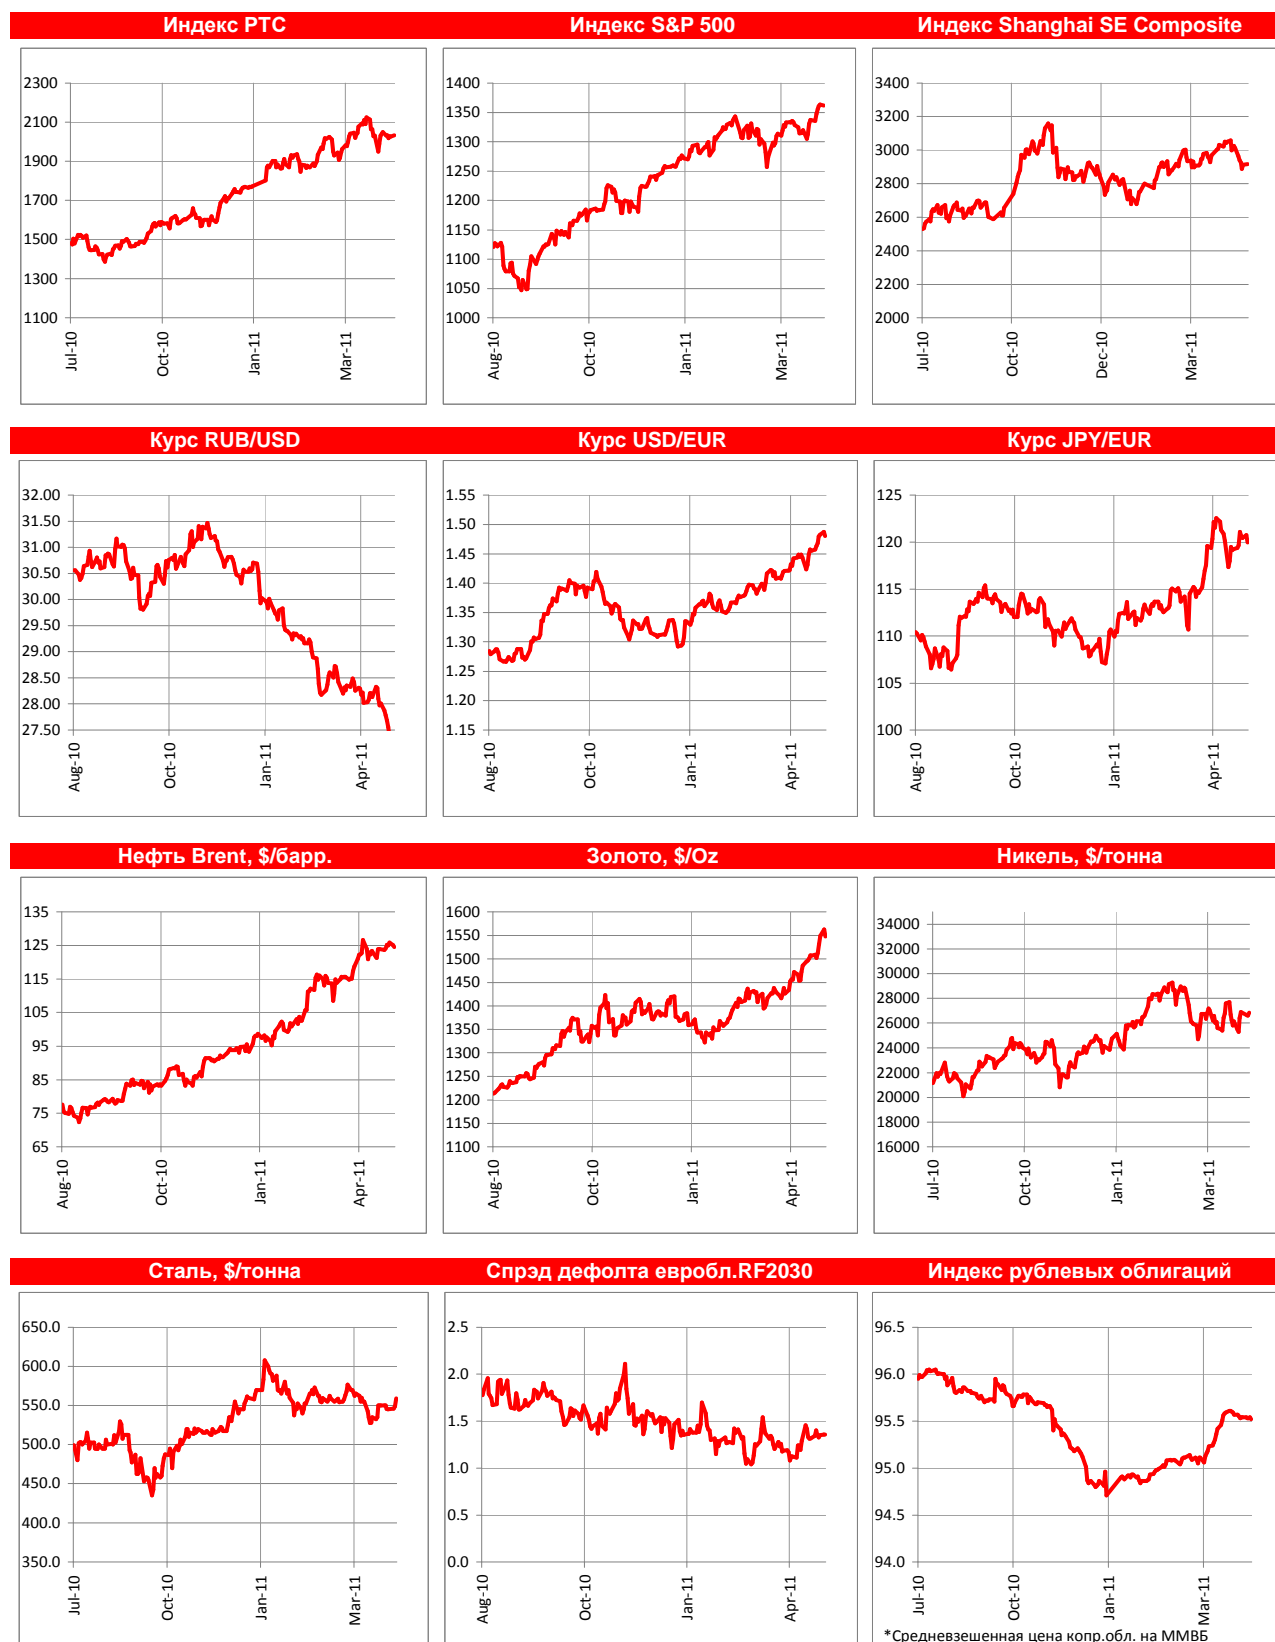 Индекс РТС
2300
2100
1900
1700
1500
1300
1100
Jul-10
Oct-10
Jan-11
Mar-11
Индекс S&P 500
1400
1350
1300
1250
1200
1150
1100
1050
1000
Aug-10
Oct-10
Jan-11
Mar-11
Индекс Shanghai SE Composite
3400
3200
3000
2800
2600
2400
2200
2000
Jul-10
Oct-10
Dec-10
Mar-11
Курс RUB/USD
32.00
31.50
31.00
30.50
30.00
29.50
29.00
28.50
28.00
27.50
Aug-10
Oct-10
Jan-11
Apr-11
Курс USD/EUR
1.55
1.50
1.45
1.40
1.35
1.30
1.25
1.20
1.15
Aug-10
Oct-10
Jan-11
Apr-11
Курс JPY/EUR
125
120
115
110
105
100
Aug-10
Oct-10
Jan-11
Apr-11
Нефть Brent, $/барр.
135
125
115
105
95
85
75
65
Aug-10
Oct-10
Jan-11
Apr-11
Золото, $/Oz
1600
1550
1500
1450
1400
1350
1300
1250
1200
1150
1100
Aug-10
Oct-10
Jan-11
Apr-11
Никель, $/тонна
34000
32000
30000
28000
26000
24000
22000
20000
18000
16000
Jul-10
Oct-10
Jan-11
Mar-11
Сталь, $/тонна
650.0
600.0
550.0
500.0
450.0
400.0
350.0
Jul-10
Oct-10
Jan-11
Mar-11
Спрэд дефолта евробл.RF2030
2.5
2.0
1.5
1.0
0.5
0.0
Aug-10
Oct-10
Jan-11
Apr-11
Индекс рублевых облигаций
96.5
96.0
95.5
95.0
94.5
94.0
Jul-10
Oct-10
Jan-11
Mar-11
*Средневзешенная цена копр.обл. на ММВБ